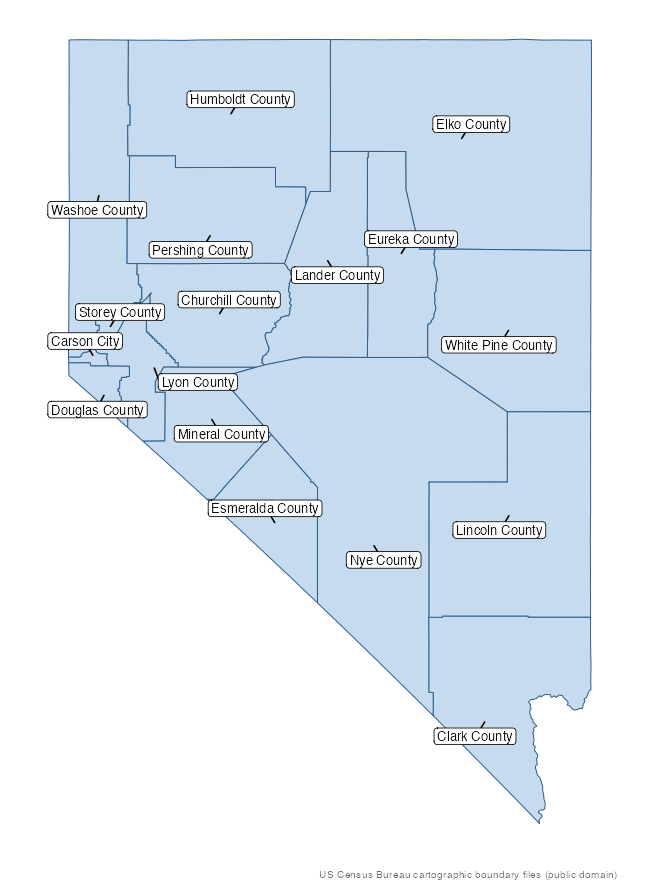 Humboldt County
Elko County
Washoe County
Eureka County
Pershing County
Lander County
Churchill County
Storey County
Carson City
White Pine County
Lyon County
Douglas County
Mineral County
Esmeralda County
Lincoln County
Nye County
Clark County
US Census Bureau cartographic boundary files (public domain)